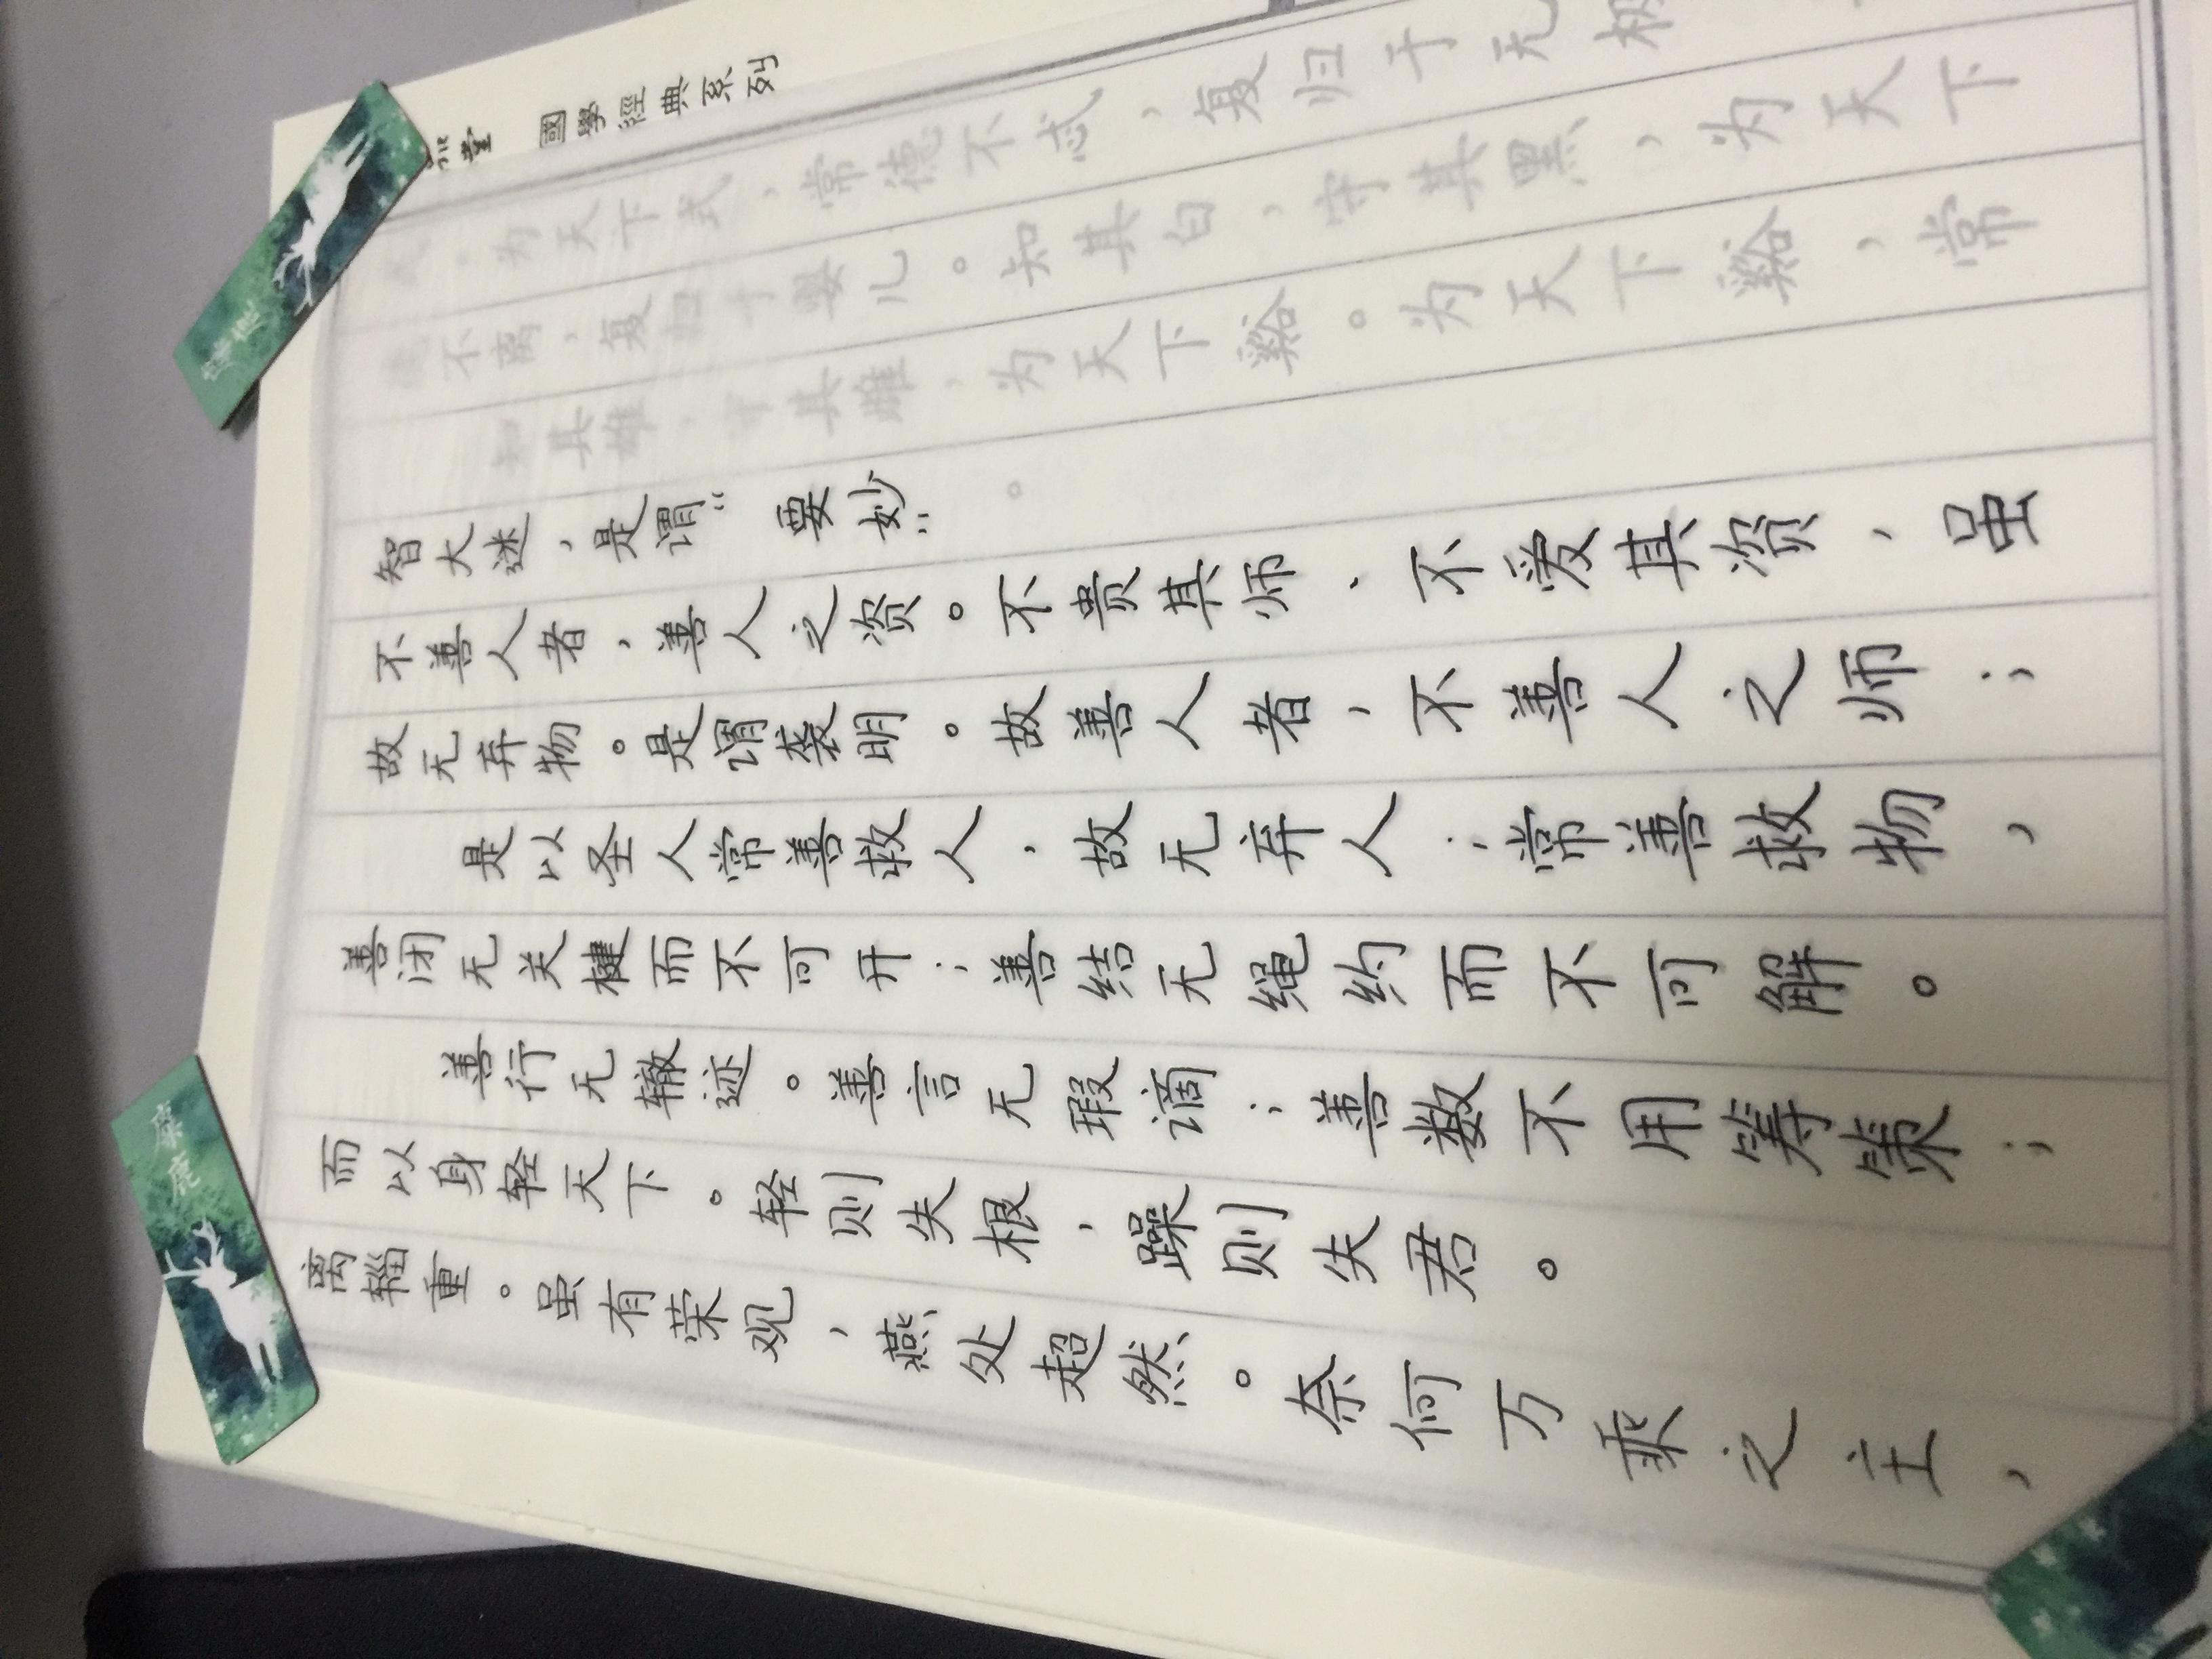 离辎重。虽有荣观，燕处超然。奈何万乘之主，
而以身轻天下。轻则失根，躁则失君。
善行无辙迹。善言无瑕谪；善数不用筹策；
善闭无关楗而不可开；善结无绳约而不可解。
是以圣人常善救人，故无弃人；常善救物，
故无弃物。是谓袭明。故善人者，不善人之师；
不善人者，善人之资。不贵其师、不爱其资，虽
智大迷，是谓“要妙”。
知其雄，守其雌，为天下谿。为天下谿，常
德不离，复归于婴儿。知其白，守其黑，为天下
。为天下式，常德不忒，复归于无极
堂 國學經典系列
麋鹿
麋鹿